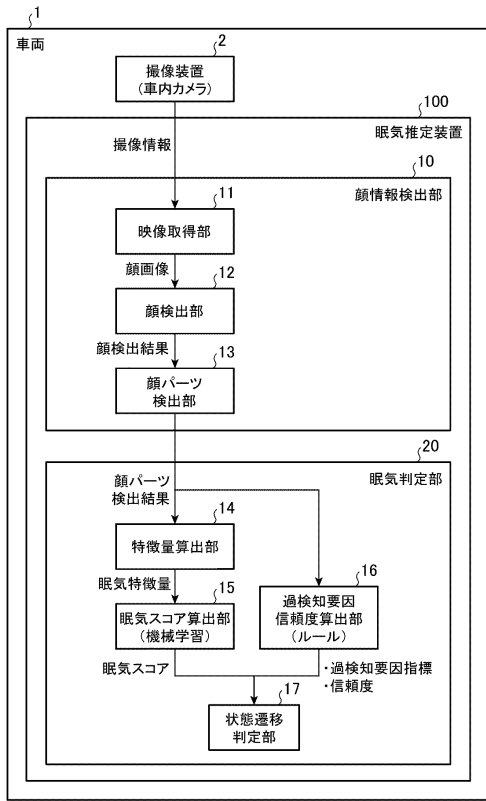 1
車両
2
撮像装置
(車内カメラ)
100
眠気推定装置
撮像情報
10
顔情報検出部
11
映像取得部
顔画像
12
顔検出部
顔検出結果
13
顔パーツ
検出部
20
眠気判定部
顔パーツ
検出結果
14
特徴量算出部
眠気特徴量
15
眠気スコア算出部
(機械学習)
16
過検知要因
信頼度算出部
(ルール)
眠気スコア
・過検知要因指標
・信頼度
17
状態遷移
判定部